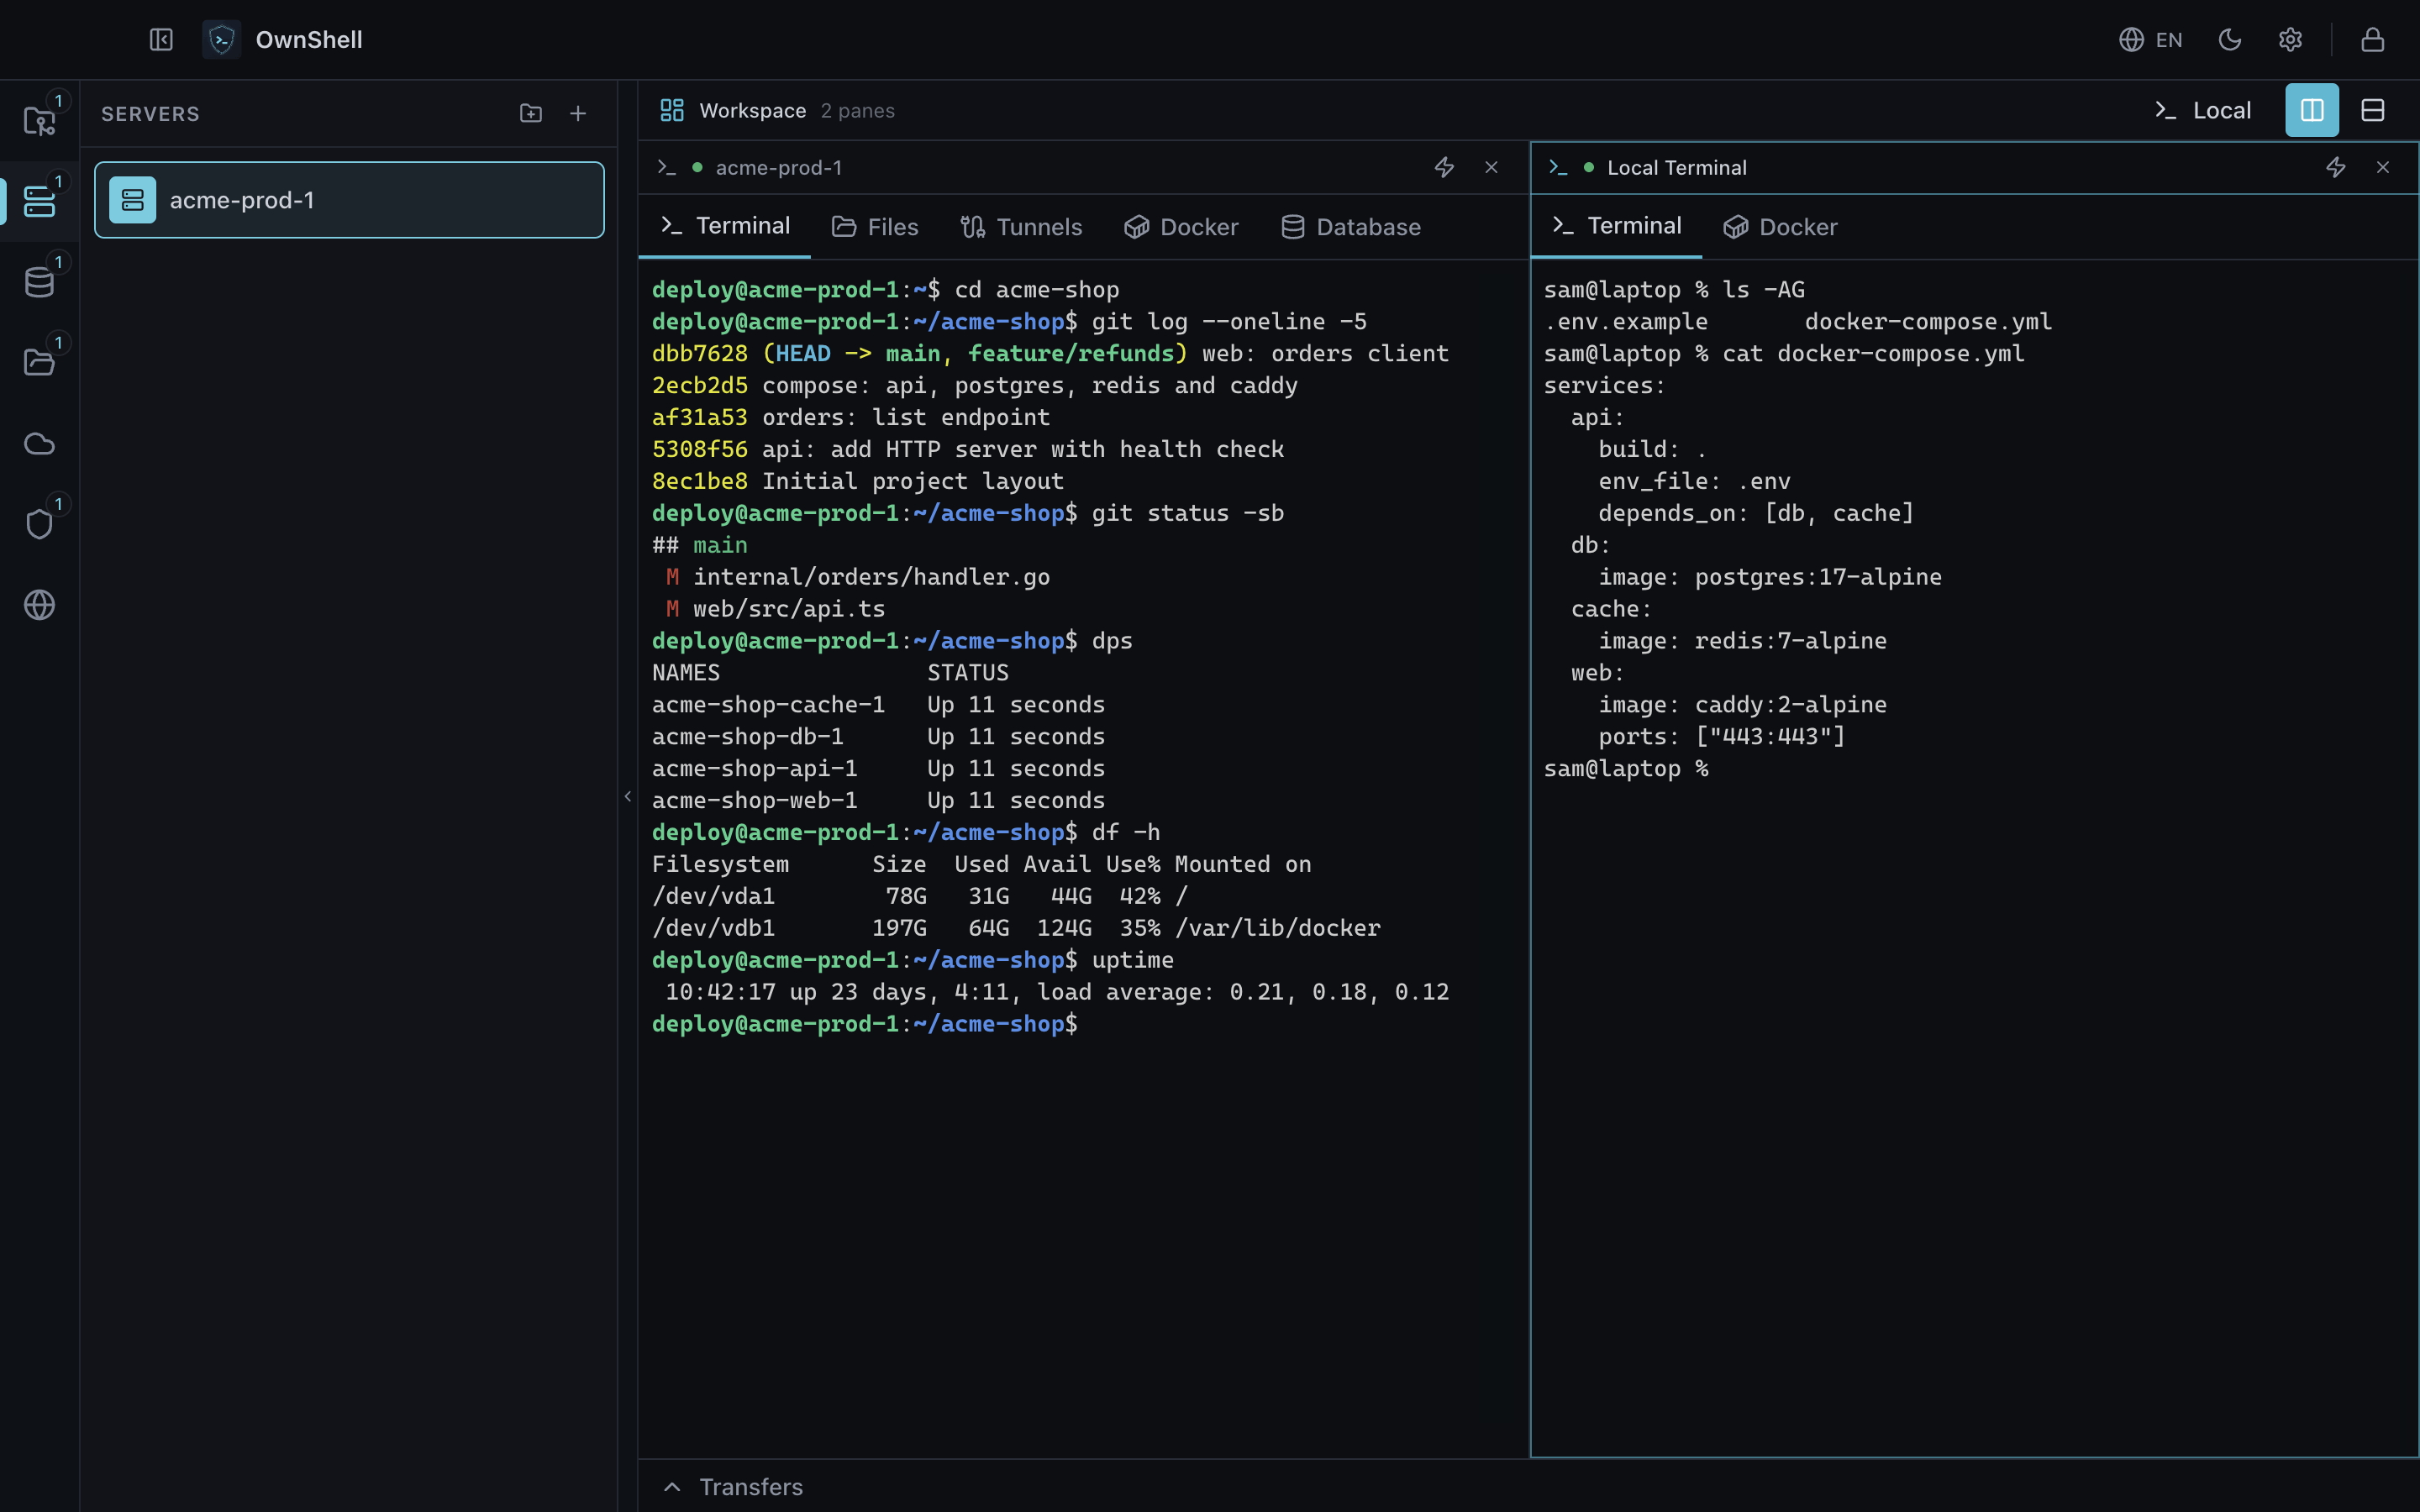 OwnShell
EN
1
1
1
1
1
SERVERS
acme-prod-1
Workspace 2 panes
Local
acme-prod-1
Terminal Files Tunnels Docker Database
deploy@acme-prod-1:~$ cd acme-shop
deploy@acme-prod-1:~/acme-shop$ git log --oneline -5
dbb7628 (HEAD -> main, feature/refunds) web: orders client
2ecb2d5 compose: api, postgres, redis and caddy
af31a53 orders: list endpoint
5308f56 api: add HTTP server with health check
8ec1be8 Initial project layout
deploy@acme-prod-1:~/acme-shop$ git status -sb
## main
 M internal/orders/handler.go
 M web/src/api.ts
deploy@acme-prod-1:~/acme-shop$ dps
NAMES               STATUS
acme-shop-cache-1   Up 11 seconds
acme-shop-db-1      Up 11 seconds
acme-shop-api-1     Up 11 seconds
acme-shop-web-1     Up 11 seconds
deploy@acme-prod-1:~/acme-shop$ df -h
Filesystem      Size  Used Avail Use% Mounted on
/dev/vda1        78G   31G   44G  42% /
/dev/vdb1       197G   64G  124G  35% /var/lib/docker
deploy@acme-prod-1:~/acme-shop$ uptime
 10:42:17 up 23 days, 4:11, load average: 0.21, 0.18, 0.12
deploy@acme-prod-1:~/acme-shop$
Local Terminal
Terminal Docker
sam@laptop % ls -AG
.env.example       docker-compose.yml
sam@laptop % cat docker-compose.yml
services:
  api:
    build: .
    env_file: .env
    depends_on: [db, cache]
  db:
    image: postgres:17-alpine
  cache:
    image: redis:7-alpine
  web:
    image: caddy:2-alpine
    ports: ["443:443"]
sam@laptop %
Transfers